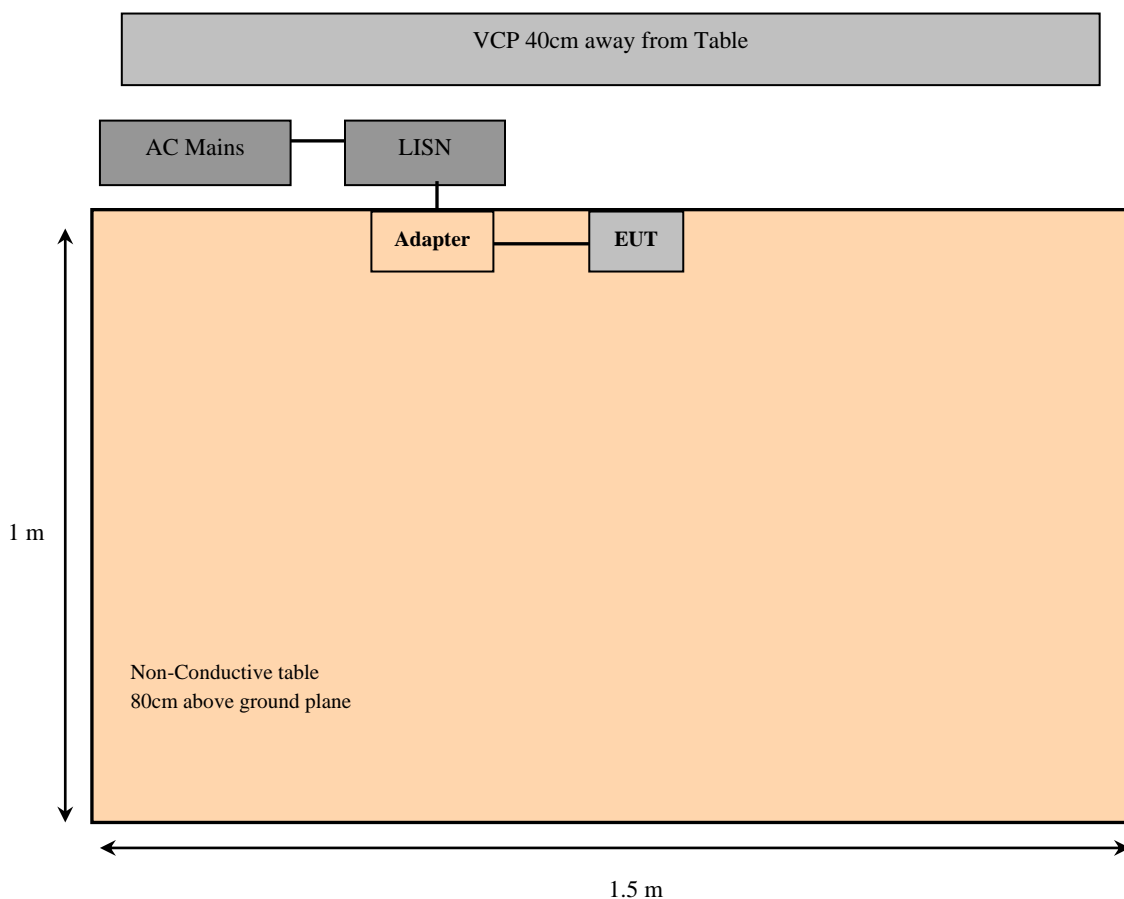 VCP 40cm away from Table
AC Mains
LISN
Adapter
EUT
1 m
Non-Conductive table
80cm above ground plane
1.5 m